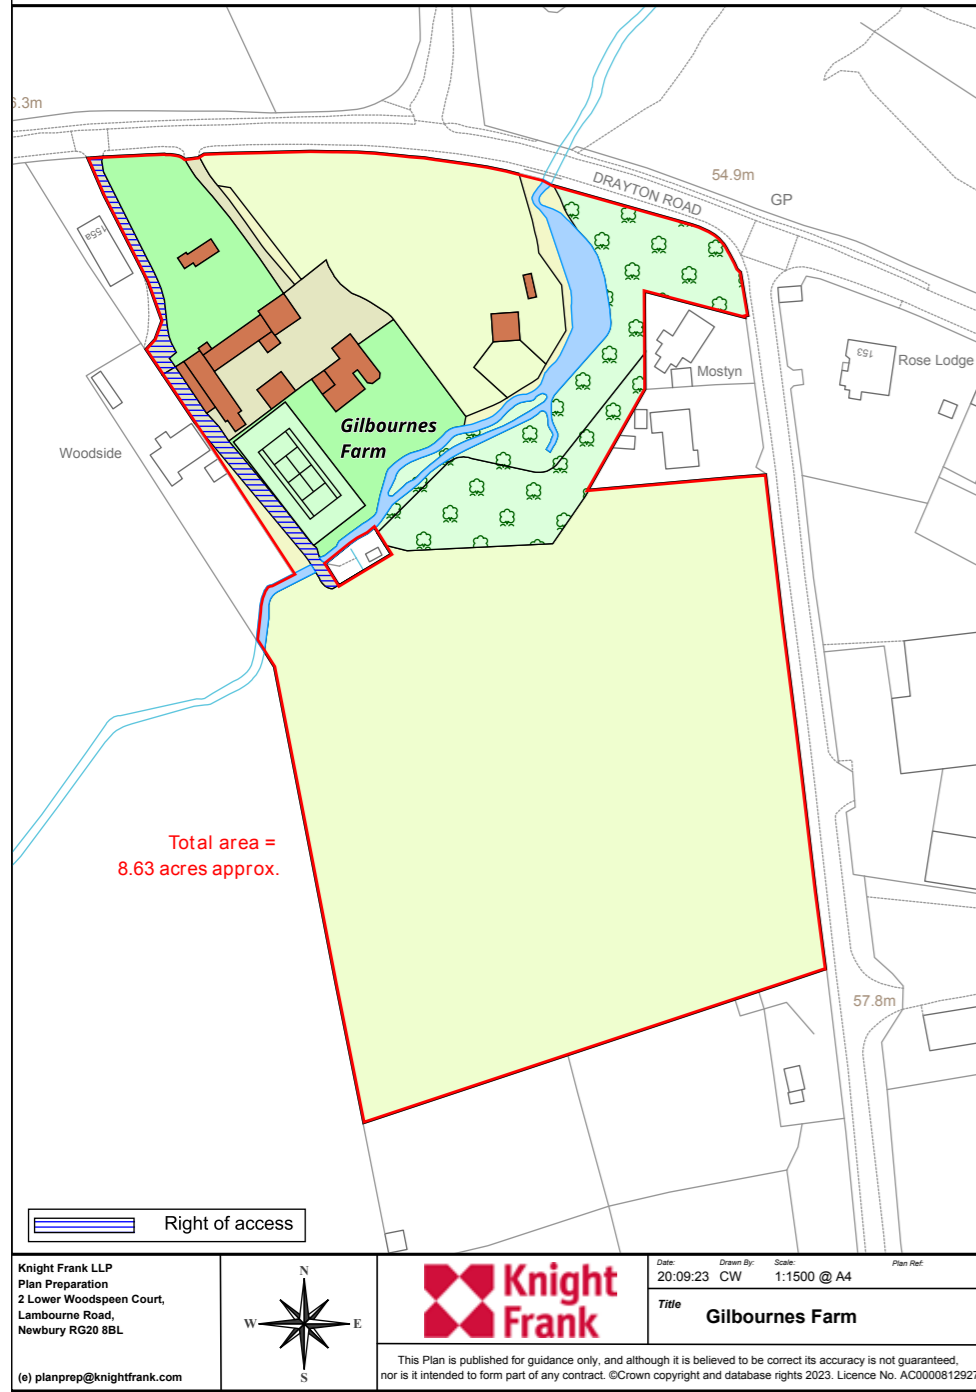 6.3m
54.9m
DRAYTON ROAD
GP
155a
153
Rose Lodge
Mostyn
Gilbournes
Farm
Woodside
Total area =
8.63 acres approx.
57.8m
Right of access
Knight Frank LLP
Plan Preparation
2 Lower Woodspeen Court,
Lambourne Road,
Newbury RG20 8BL
(e) planprep@knightfrank.com
N
W E
S
Knight
Frank
Date: Drawn By: Scale: Plan Ref:
20:09:23 CW 1:1500 @ A4
Title Gilbournes Farm
This Plan is published for guidance only, and although it is believed to be correct its accuracy is not guaranteed,
nor is it intended to form part of any contract. ©Crown copyright and database rights 2023. Licence No. AC0000812927